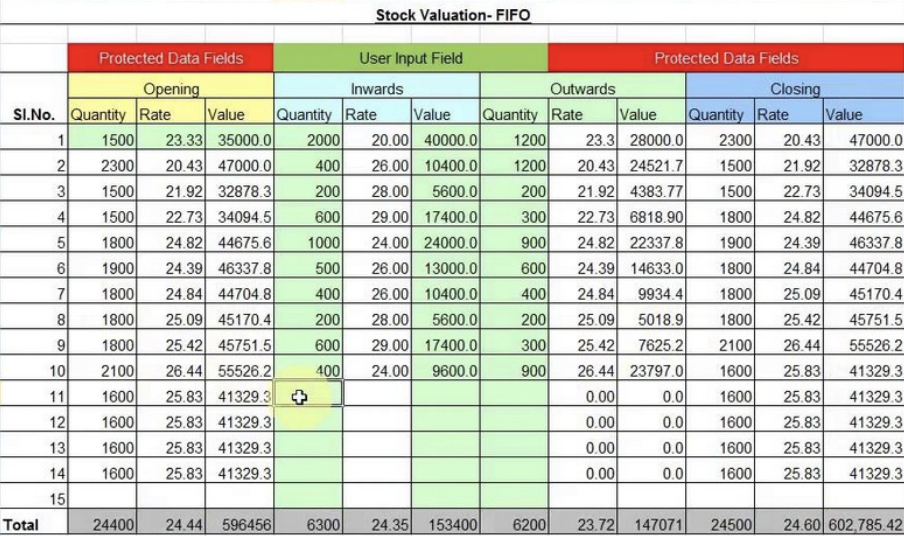 Stock Valuation- FIFO
Protected Data Fields User Input Field Protected Data Fields
Opening Inwards Outwards Closing
SI.No. Quantity Rate Value Quantity Rate Value Quantity Rate Value Quantity Rate Value
1 1500 23.33 35000.0 2000 20.00 40000.0 1200 23.3 28000.0 2300 20.43 47000.0
2 2300 20.43 47000.0 400 26.00 10400.0 1200 20.43 24521.7 1500 21.92 32878.3
3 1500 21.92 32878.3 200 28.00 5600.0 200 21.92 4383.77 1500 22.73 34094.5
4 1500 22.73 34094.5 600 29.00 17400.0 300 22.73 6818.90 1800 24.82 44675.6
5 1800 24.82 44675.6 1000 24.00 24000.0 900 24.82 22337.8 1900 24.39 46337.8
6 1900 24.39 46337.8 500 26.00 13000.0 600 24.39 14633.0 1800 24.84 44704.8
7 1800 24.84 44704.8 400 26.00 10400.0 400 24.84 9934.4 1800 25.09 45170.4
8 1800 25.09 45170.4 200 28.00 5600.0 200 25.09 5018.9 1800 25.42 45751.5
9 1800 25.42 45751.5 600 29.00 17400.0 300 25.42 7625.2 2100 26.44 55526.2
10 2100 26.44 55526.2 400 24.00 9600.0 900 26.44 23797.0 1600 25.83 41329.3
11 1600 25.83 41329.3 0.00 0.0 1600 25.83 41329.3
12 1600 25.83 41329.3 0.00 0.0 1600 25.83 41329.3
13 1600 25.83 41329.3 0.00 0.0 1600 25.83 41329.3
14 1600 25.83 41329.3 0.00 0.0 1600 25.83 41329.3
15
Total 24400 24.44 596456 6300 24.35 153400 6200 23.72 147071 24500 24.60 602,785.42